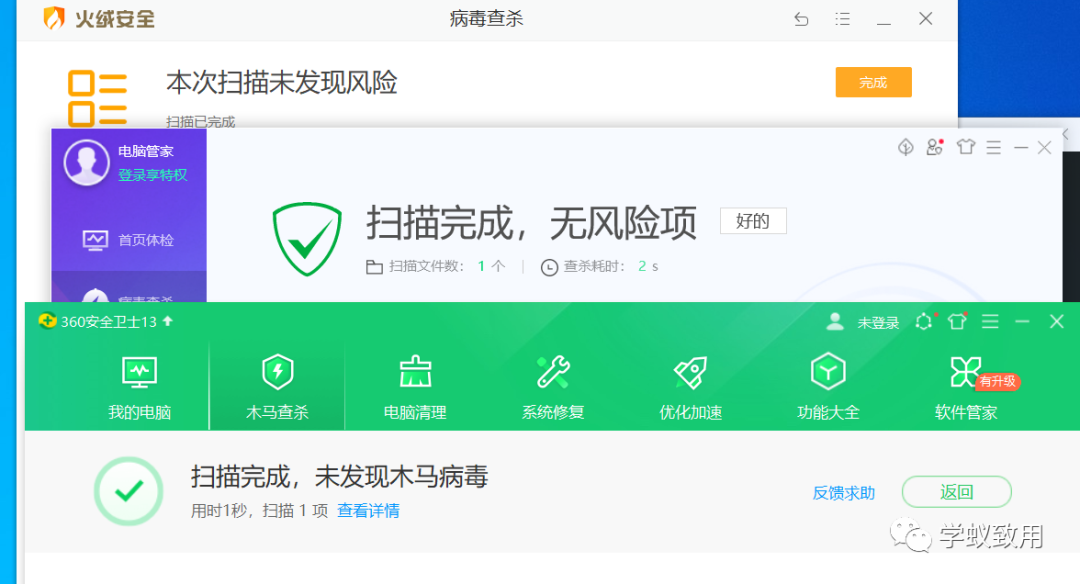 火绒安全
病毒查杀
本次扫描未发现风险
完成
扫描已完成
电脑管家
登录享特权
首页体检
病毒查杀
扫描完成，无风险项
好的
扫描文件数： 1 个
查杀耗时： 2 s
360安全卫士13
未登录
我的电脑
木马查杀
电脑清理
系统修复
优化加速
功能大全
软件管家
有升级
扫描完成，未发现木马病毒
用时1秒，扫描 1 项 查看详情
反馈求助
返回
学蚁致用